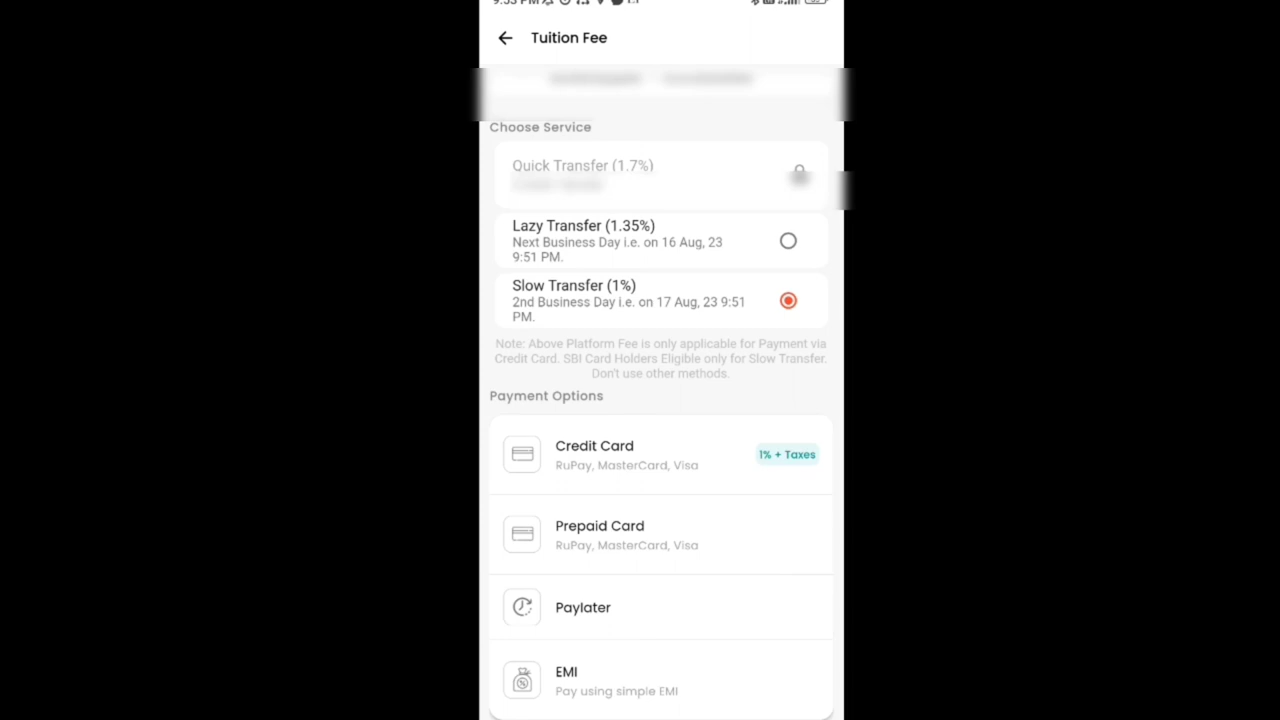 9:53 PM
Tuition Fee
Choose Service
Quick Transfer (1.7%)
Lazy Transfer (1.35%)
Next Business Day i.e. on 16 Aug, 23
9:51 PM.
Slow Transfer (1%)
2nd Business Day i.e. on 17 Aug, 23 9:51
PM.
Note: Above Platform Fee is only applicable for Payment via
Credit Card. SBI Card Holders Eligible only for Slow Transfer.
Don't use other methods.
Payment Options
Credit Card
RuPay, MasterCard, Visa
1% + Taxes
Prepaid Card
RuPay, MasterCard, Visa
Paylater
EMI
Pay using simple EMI